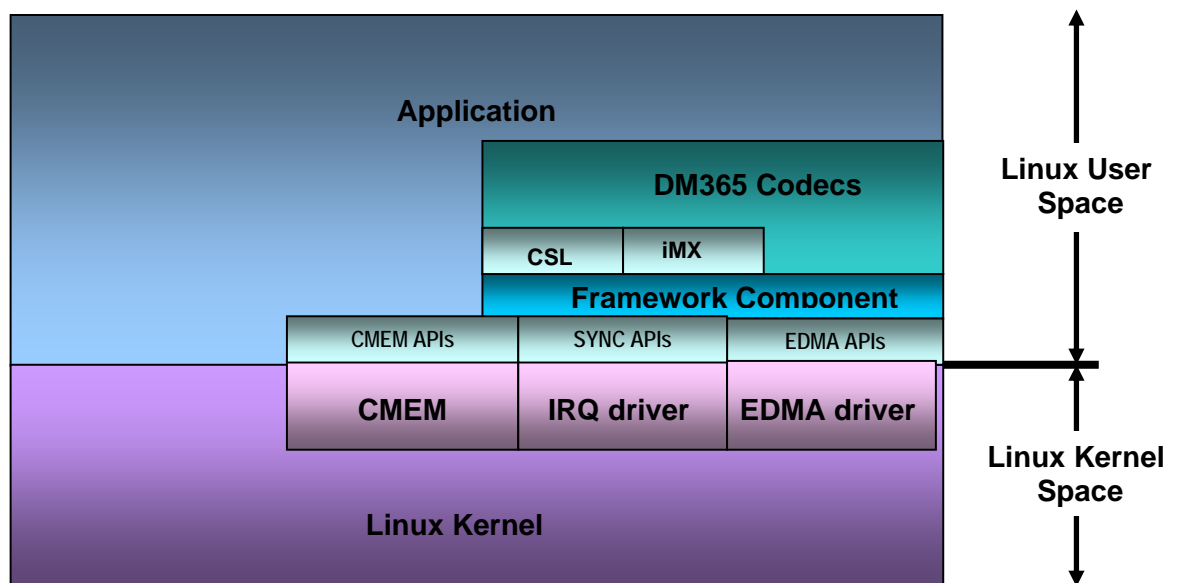 Application
DM365 Codecs
Linux User
Space
CSL
iMX
Framework Component
CMEM APIs
SYNC APIs
EDMA APIs
CMEM
IRQ driver
EDMA driver
Linux Kernel
Space
Linux Kernel